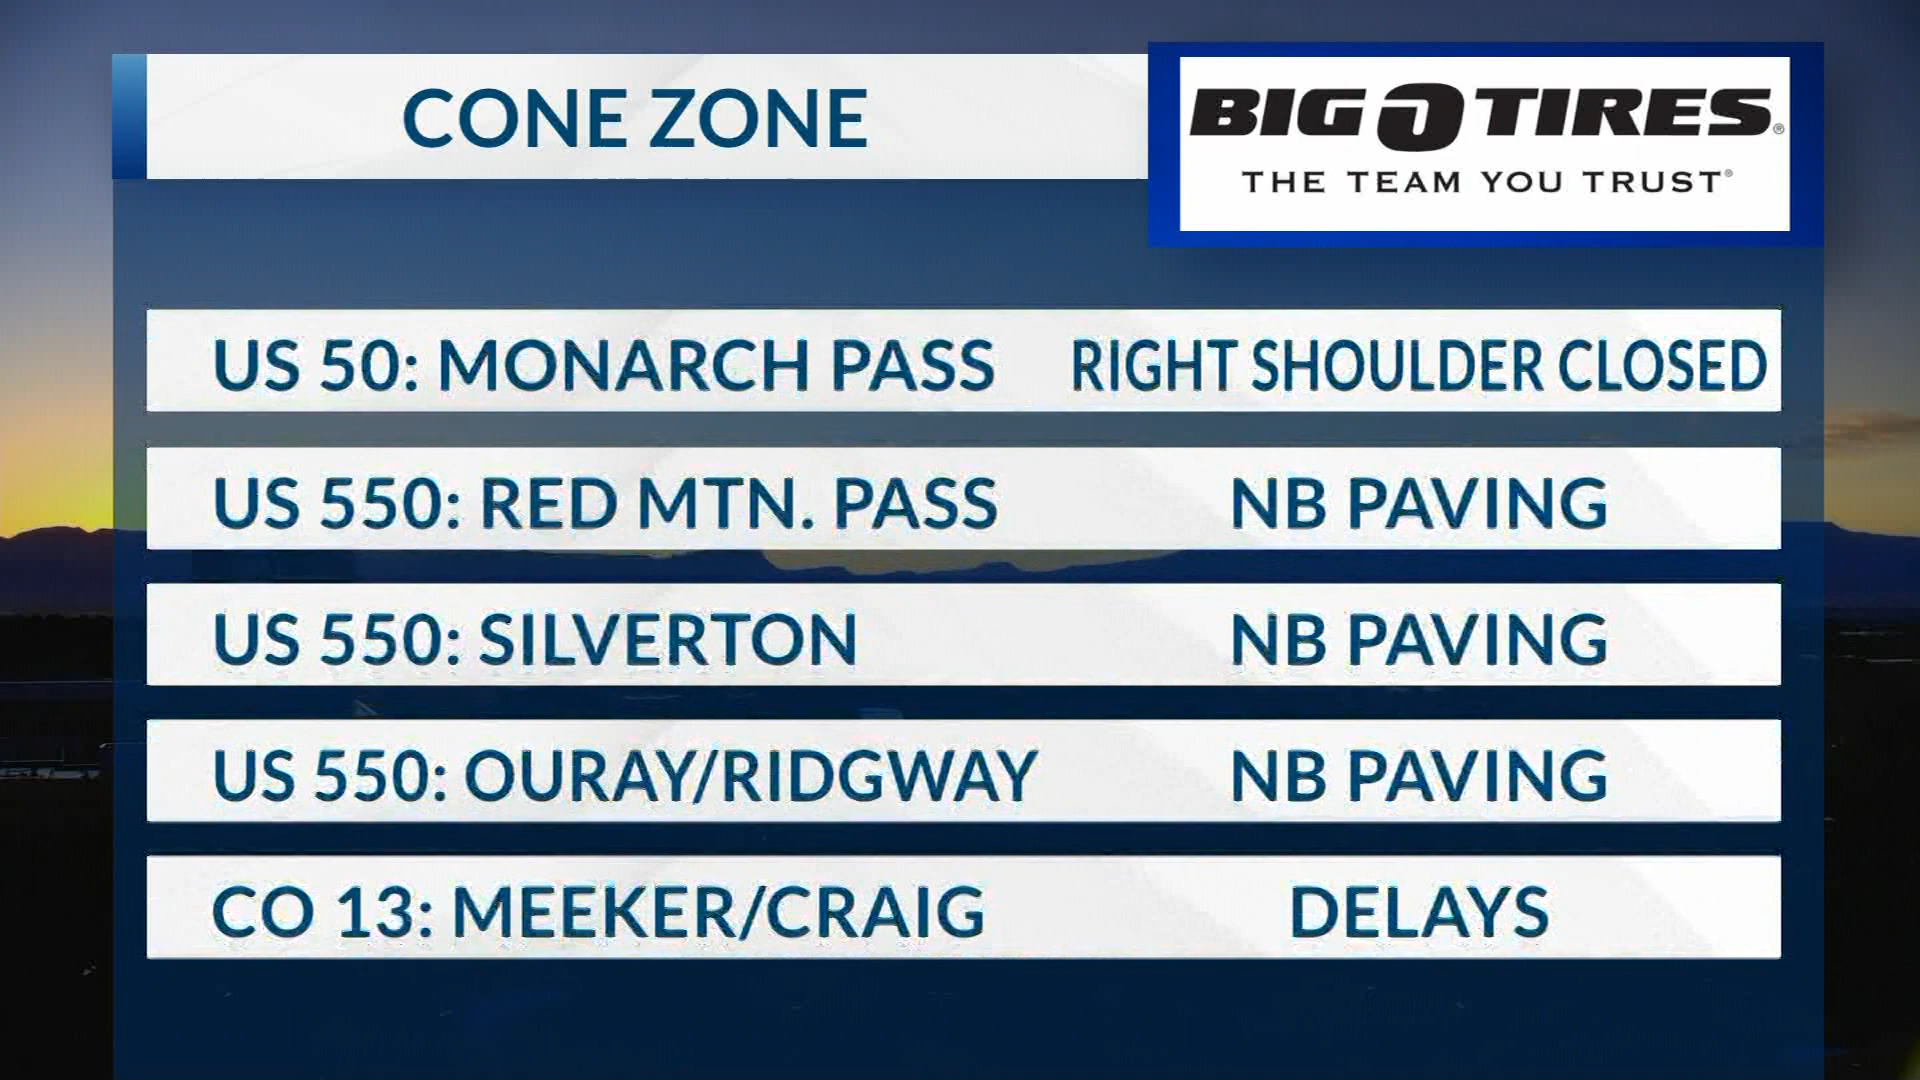 CONE ZONE
BIG O TIRES®
THE TEAM YOU TRUST®
US 50: MONARCH PASS RIGHT SHOULDER CLOSED
US 550: RED MTN. PASS NB PAVING
US 550: SILVERTON NB PAVING
US 550: OURAY/RIDGWAY NB PAVING
CO 13: MEEKER/CRAIG DELAYS